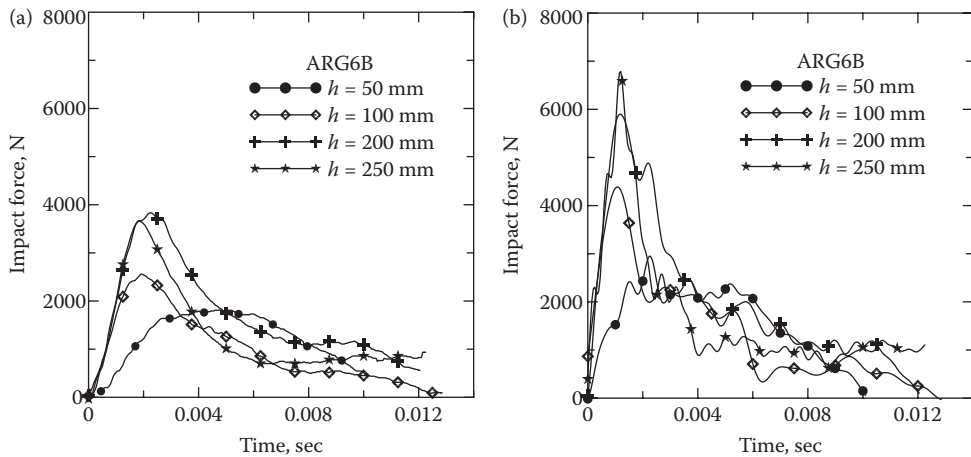 (a)
8000
6000
4000
2000
0
Impact force, N
ARG6B
h = 50 mm
h = 100 mm
h = 200 mm
h = 250 mm
0
0.004
0.008
0.012
Time, sec
(b)
8000
6000
4000
2000
0
Impact force, N
ARG6B
h = 50 mm
h = 100 mm
h = 200 mm
h = 250 mm
0
0.004
0.008
0.012
Time, sec